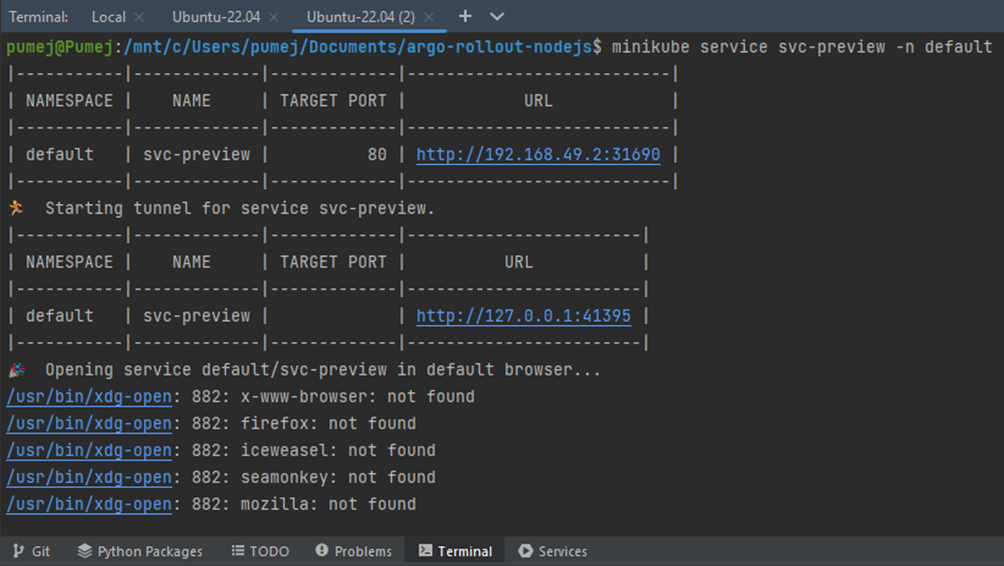 Terminal: Local × Ubuntu-22.04 × Ubuntu-22.04 (2) × +
pumej@Pumej:/mnt/c/Users/pumej/Documents/argo-rollout-nodejs$ minikube service svc-preview -n default
|-----------|-------------|-------------|---------------------------|
| NAMESPACE |    NAME     | TARGET PORT |            URL            |
|-----------|-------------|-------------|---------------------------|
| default   | svc-preview |          80 | http://192.168.49.2:31690 |
|-----------|-------------|-------------|---------------------------|
🏃  Starting tunnel for service svc-preview.
|-----------|-------------|-------------|------------------------|
| NAMESPACE |    NAME     | TARGET PORT |          URL           |
|-----------|-------------|-------------|------------------------|
| default   | svc-preview |             | http://127.0.0.1:41395 |
|-----------|-------------|-------------|------------------------|
🎉  Opening service default/svc-preview in default browser...
/usr/bin/xdg-open: 882: x-www-browser: not found
/usr/bin/xdg-open: 882: firefox: not found
/usr/bin/xdg-open: 882: iceweasel: not found
/usr/bin/xdg-open: 882: seamonkey: not found
/usr/bin/xdg-open: 882: mozilla: not found
Git Python Packages TODO Problems Terminal Services